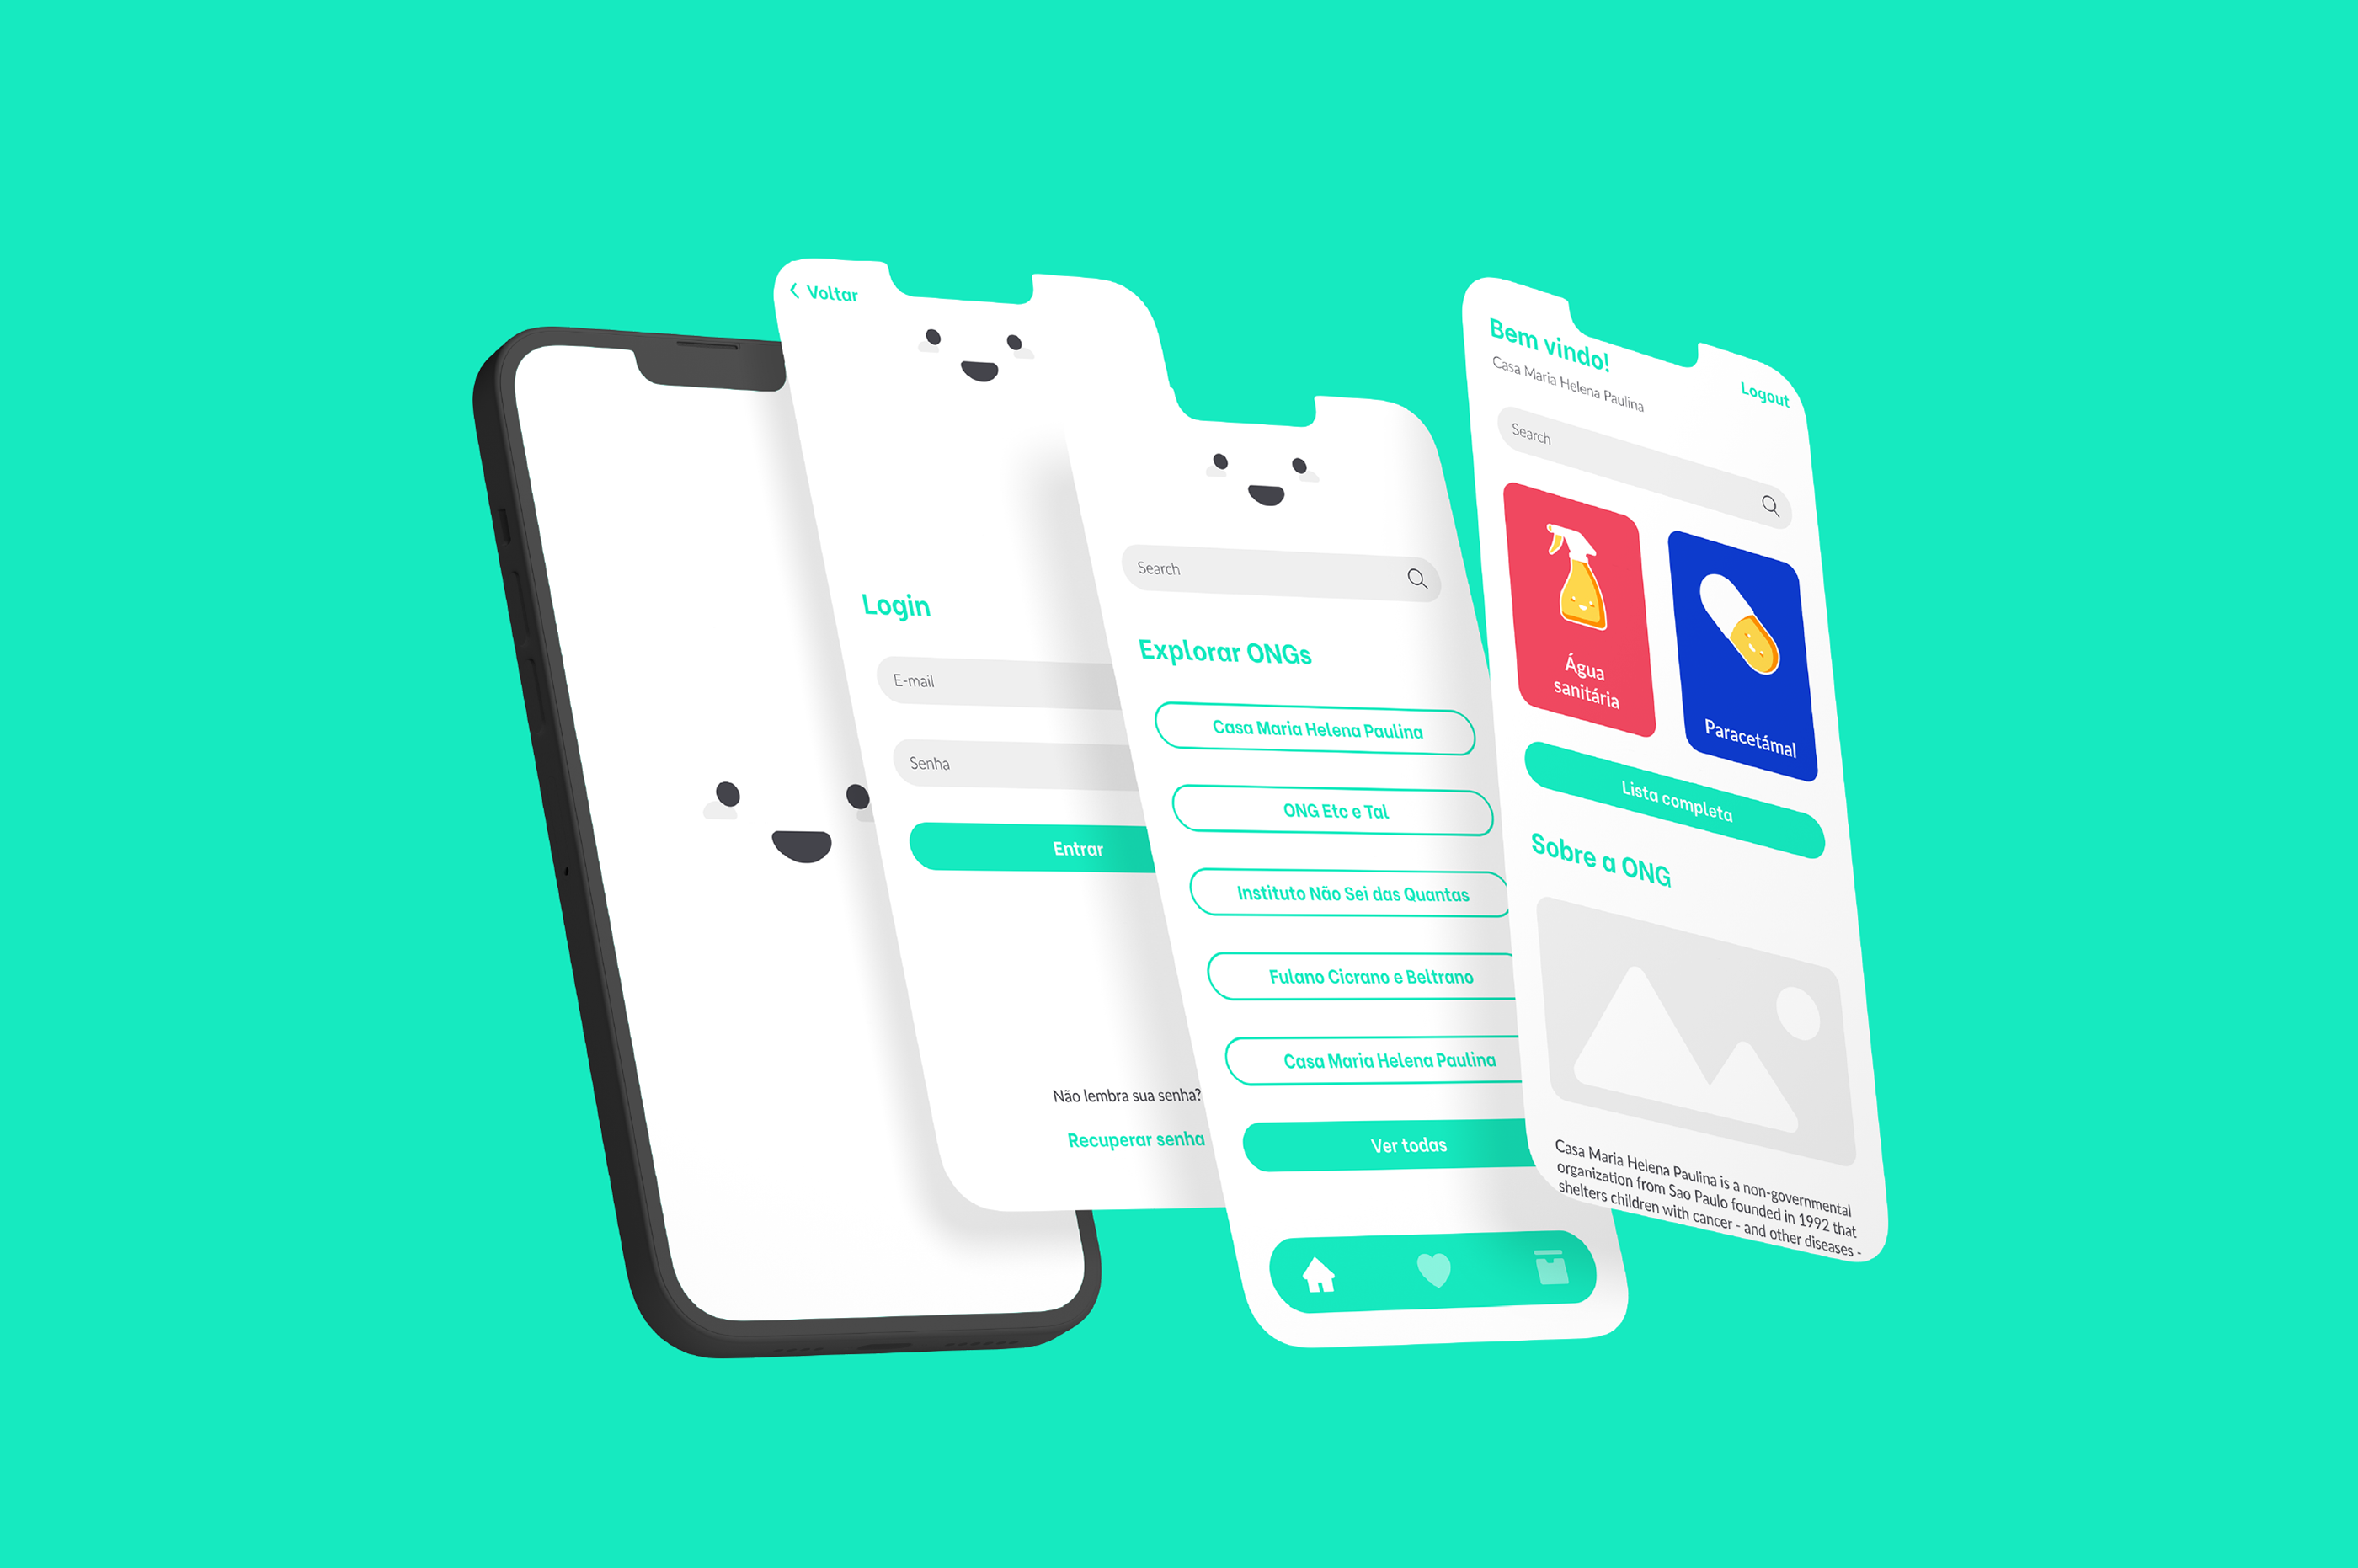 Voltar
Login
E-mail
Senha
Entrar
Não lembra sua senha?
Recuperar senha
Search
Explorar ONGs
Casa Maria Helena Paulina
ONG Etc e Tal
Instituto Não Sei das Quantas
Fulano Cicrano e Beltrano
Casa Maria Helena Paulina
Ver todas
Bem vindo!
Casa Maria Helena Paulina
Logout
Search
Água
sanitária
Paracetámal
Lista completa
Sobre a ONG
Casa Maria Helena Paulina is a non-governmental
organization from Sao Paulo founded in 1992 that
shelters children with cancer - and other diseases -